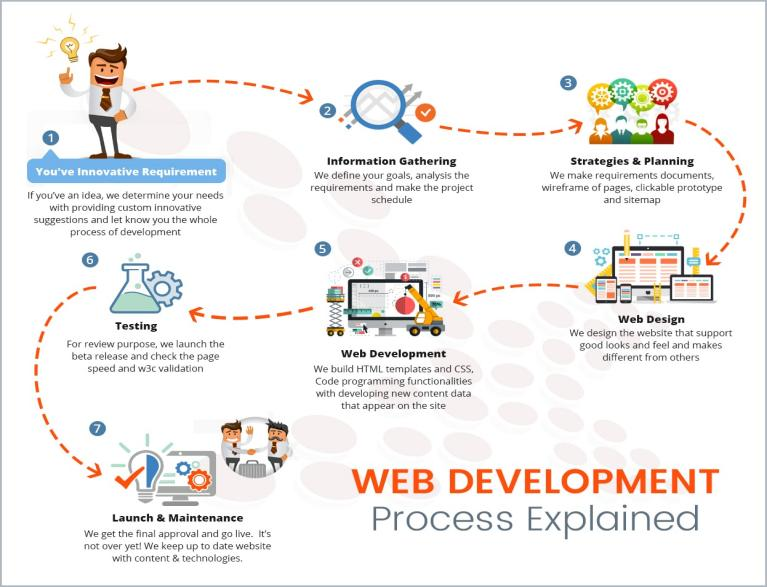 1
You've Innovative Requirement
If you've an idea, we determine your needs
with providing custom innovative
suggestions and let know you the whole
process of development
2
Information Gathering
We define your goals, analysis the
requirements and make the project
schedule
3
Strategies & Planning
We make requirements documents,
wireframe of pages, clickable prototype
and sitemap
4
Web Design
We design the website that support
good looks and feel and makes
different from others
5
Web Development
We build HTML templates and CSS,
Code programming functionalities
with developing new content data
that appear on the site
6
Testing
For review purpose, we launch the
beta release and check the page
speed and w3c validation
7
Launch & Maintenance
We get the final approval and go live. It's
not over yet! We keep up to date website
with content & technologies.
WEB DEVELOPMENT
Process Explained